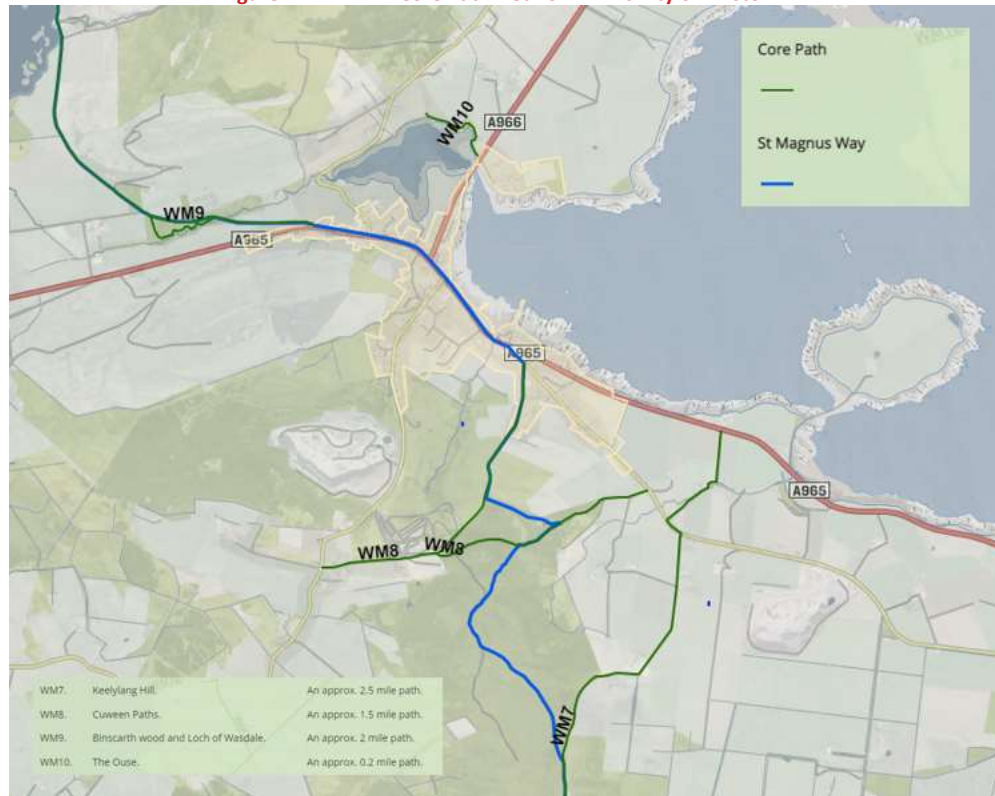 Core Path
St Magnus Way
WM10
A966
WM9
A965
A965
A965
WM8
WM8
WM7
WM7. Keelylang Hill. An approx. 2.5 mile path.
WM8. Cuween Paths. An approx. 1.5 mile path.
WM9. Binscarth wood and Loch of Wasdale. An approx. 2 mile path.
WM10. The Ouse. An approx. 0.2 mile path.